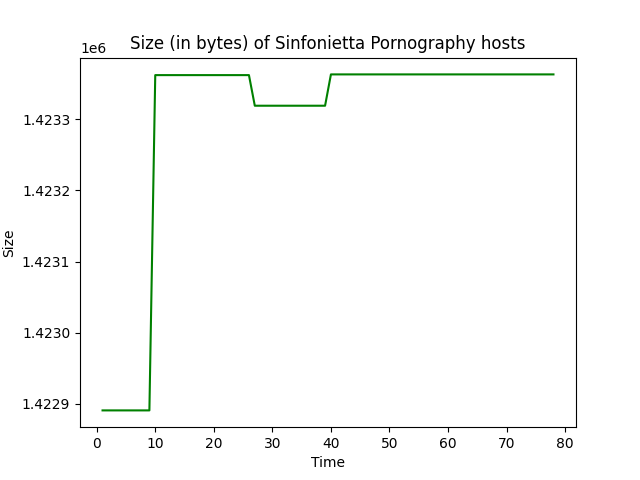 Size (in bytes) of Sinfonietta Pornography hosts
1e6
1.4233
1.4232
1.4231
1.4230
1.4229
Size
0 10 20 30 40 50 60 70 80
Time